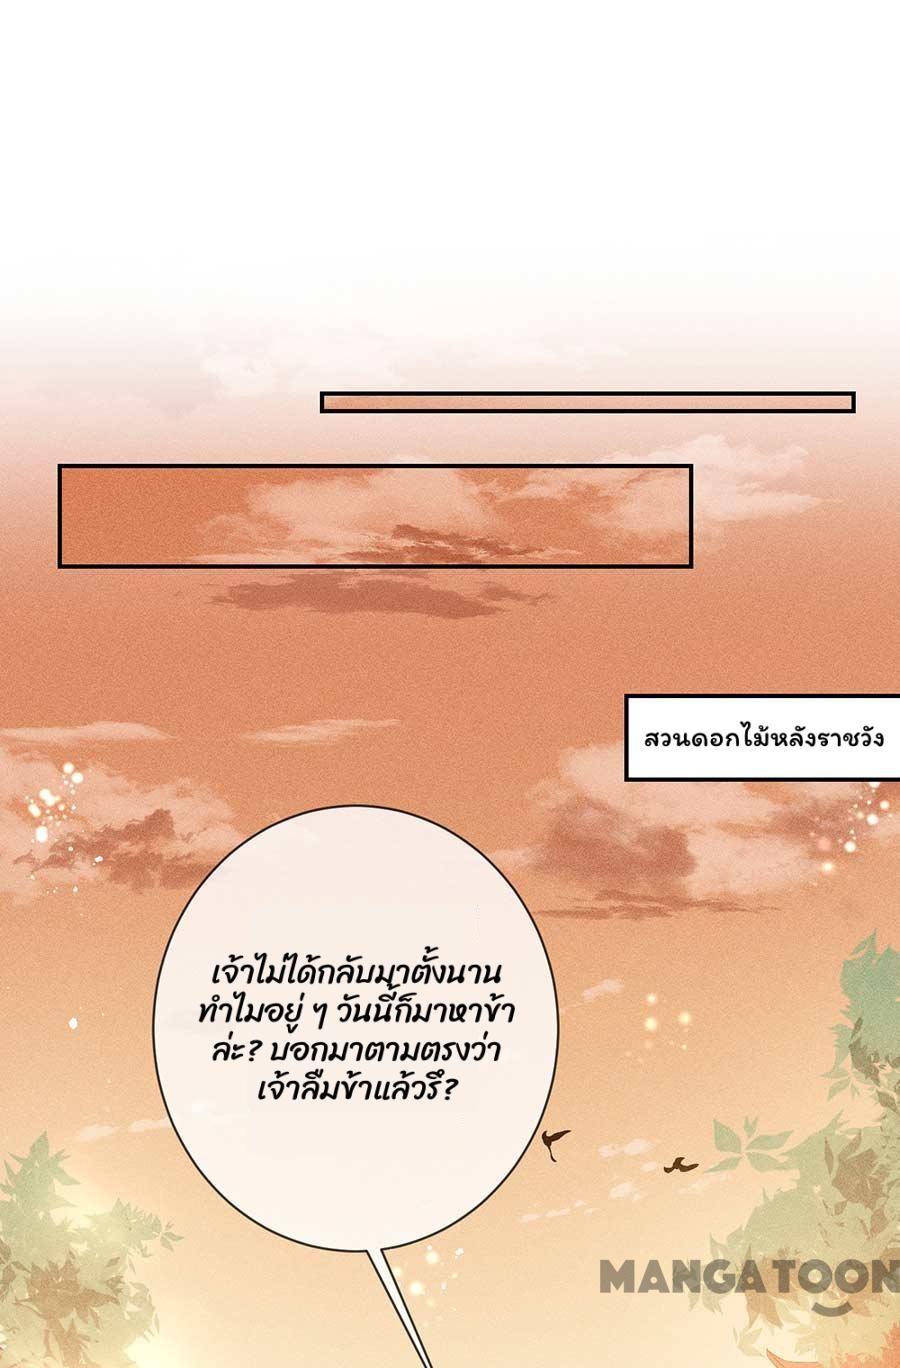 สวนดอกไม้หลังราชวัง
เจ้าไม่ได้กลับมาตั้งนาน
ทำไมอยู่ ๆ วันนี้ก็มาหาข้า
ล่ะ? บอกมาตามตรงว่า
เจ้าลืมข้าแล้วรึ?
MANGATOON